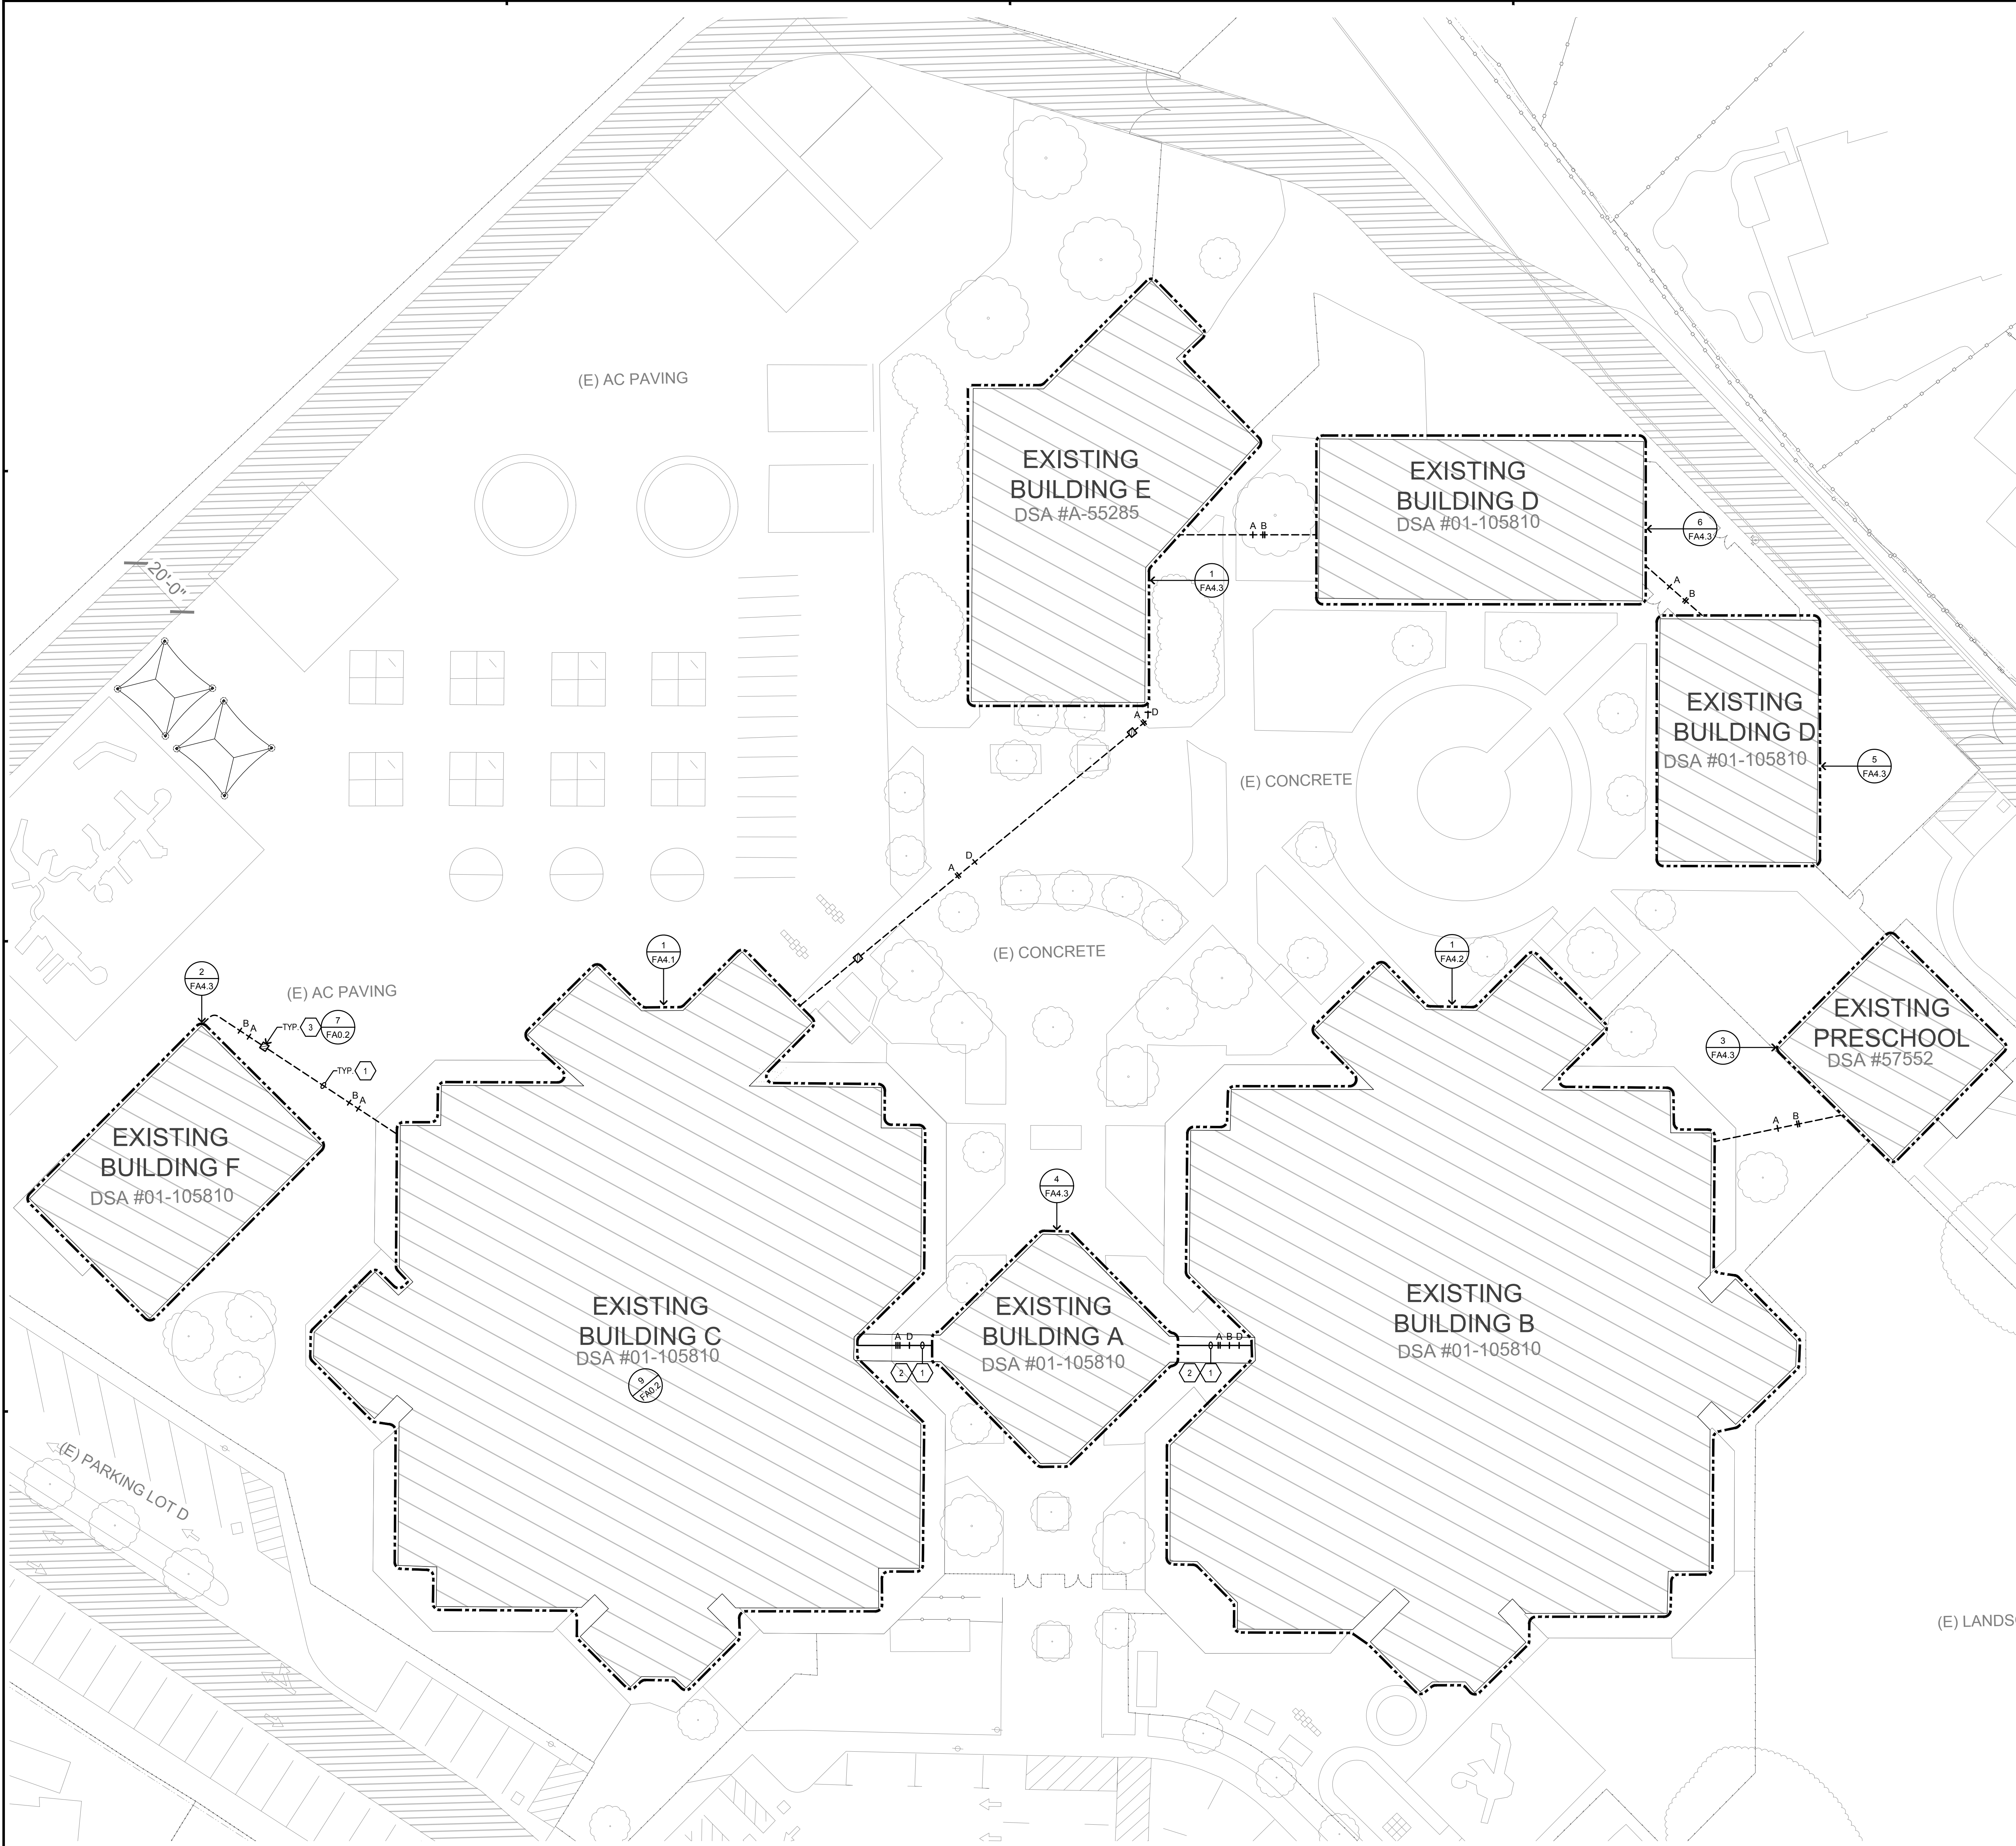 (E) AC PAVING
EXISTING
BUILDING E
DSA #A-55285
EXISTING
BUILDING D
DSA #01-105810
A B
6
FA4.3
20'-0"
1
FA4.3
A
B
EXISTING
BUILDING D
DSA #01-105810
A D
(E) CONCRETE
5
FA4.3
A D
1
FA4.1
(E) CONCRETE
1
FA4.2
2
FA4.3
(E) AC PAVING
B A
TYP. 3
7
FA0.2
TYP. 1
B A
EXISTING
PRESCHOOL
DSA #57552
3
FA4.3
A B
EXISTING
BUILDING F
DSA #01-105810
4
FA4.3
EXISTING
BUILDING C
DSA #01-105810
9
FA0.2
A D
2 1
EXISTING
BUILDING A
DSA #01-105810
A B D
2 1
EXISTING
BUILDING B
DSA #01-105810
(E) PARKING LOT D
(E) LANDS